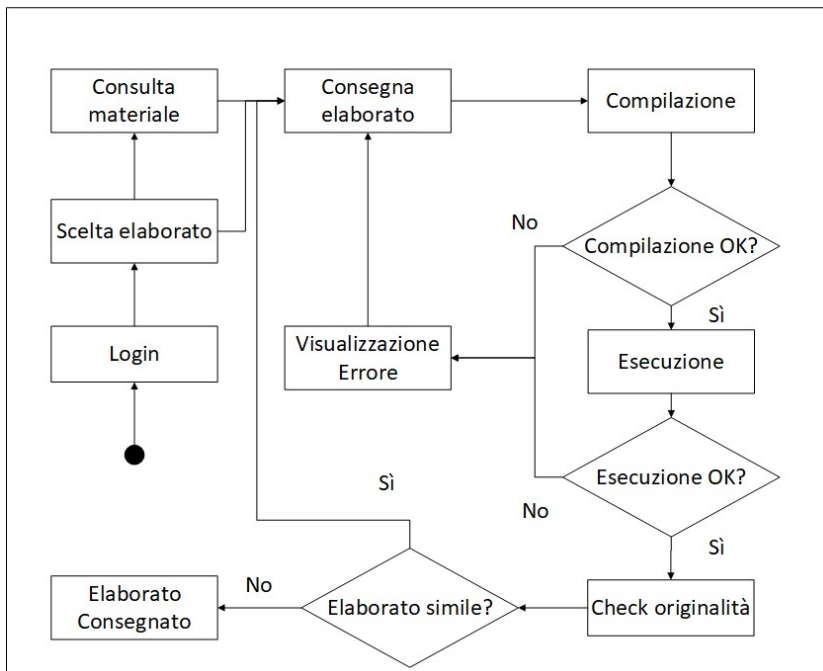 Consulta
materiale
Consegna
elaborato
Compilazione
Scelta elaborato
No
Compilazione OK?
Sì
Login
Visualizzazione
Errore
Esecuzione
Sì
Esecuzione OK?
No
Sì
Elaborato
Consegnato
No
Elaborato simile?
Check originalità